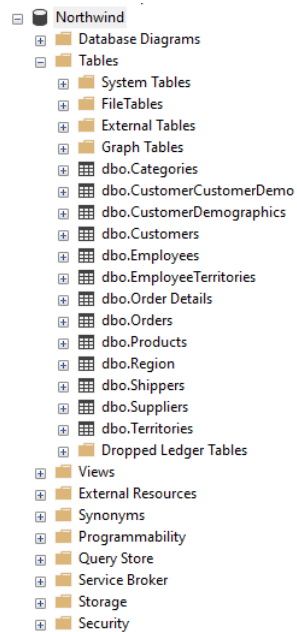 Northwind
Database Diagrams
Tables
System Tables
FileTables
External Tables
Graph Tables
dbo.Categories
dbo.CustomerCustomerDemo
dbo.CustomerDemographics
dbo.Customers
dbo.Employees
dbo.EmployeeTerritories
dbo.Order Details
dbo.Orders
dbo.Products
dbo.Region
dbo.Shippers
dbo.Suppliers
dbo.Territories
Dropped Ledger Tables
Views
External Resources
Synonyms
Programmability
Query Store
Service Broker
Storage
Security